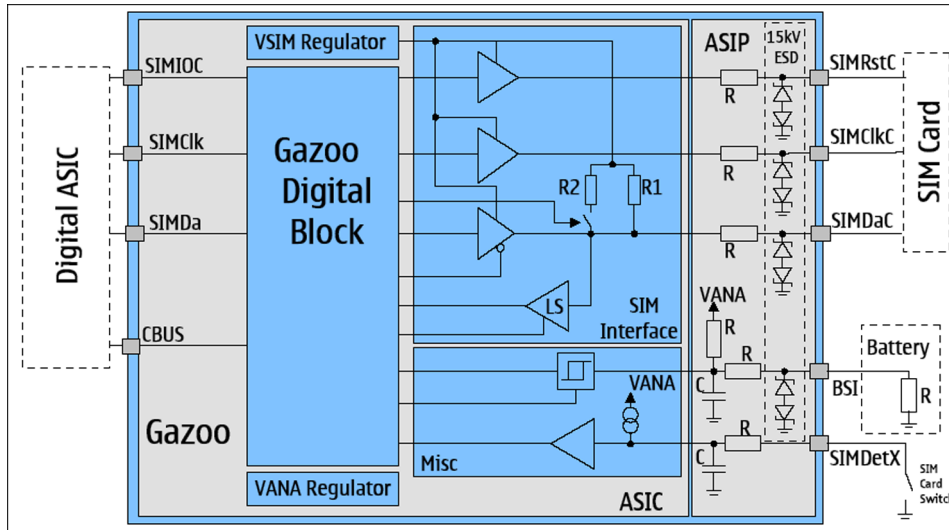 VSIM Regulator
ASIP
15kV
ESD
SIMIOC
SIMRstC
R
SIMClk
SIMClkC
R
Digital ASIC
Gazoo
Digital
Block
R2
R1
SIM Card
SIMDa
SIMDaC
R
LS
SIM
Interface
VANA
R
CBUS
R
Battery
C
BSI
R
VANA
Gazoo
R
C
SIMDetX
Misc
VANA Regulator
ASIC
SIM
Card
Switch